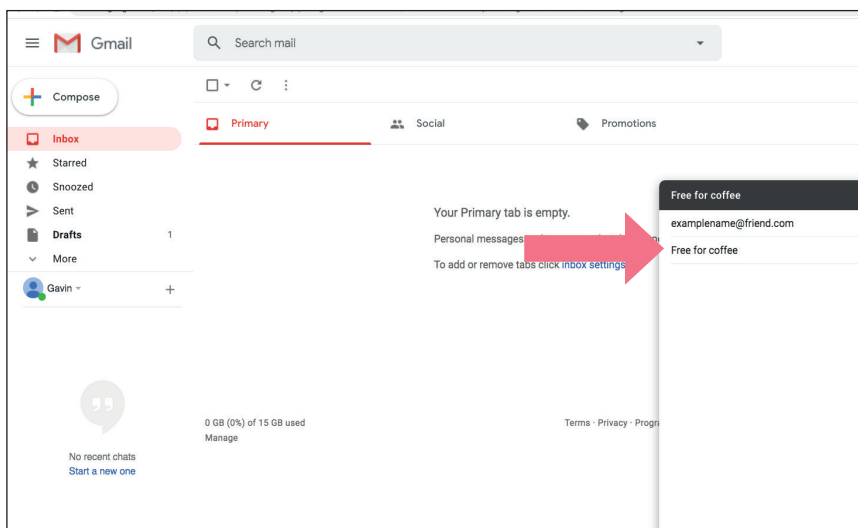 Gmail
Search mail
Compose
Primary
Social
Promotions
Inbox
Starred
Snoozed
Sent
Drafts 1
More
Gavin
Your Primary tab is empty.
Personal messages
To add or remove tabs click inbox settings
Free for coffee
examplename@friend.com
Free for coffee
0 GB (0%) of 15 GB used
Manage
Terms · Privacy ·
No recent chats
Start a new one